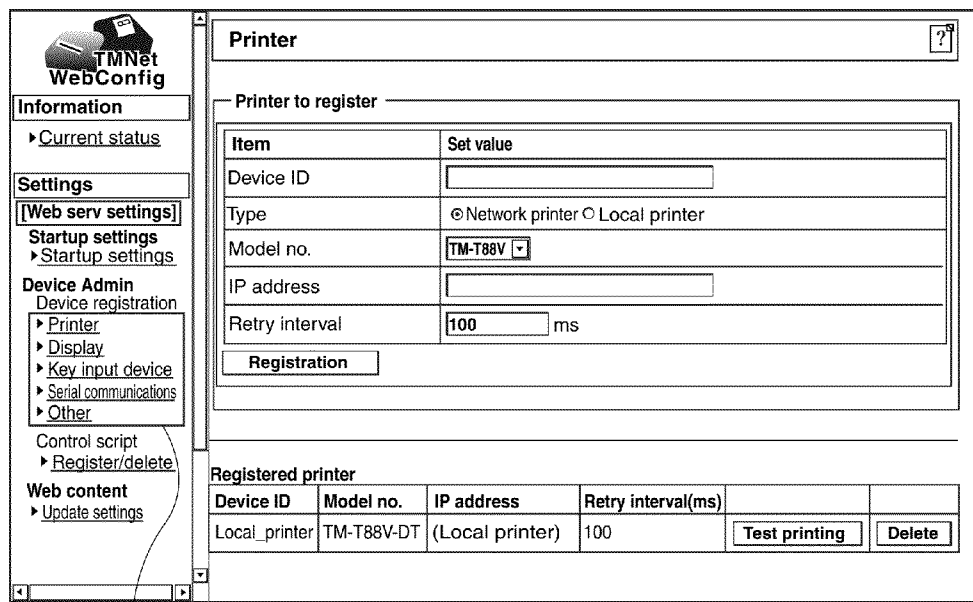 TMNet
WebConfig
Information
Current status
Settings
[Web serv settings]
Startup settings
Startup settings
Device Admin
Device registration
Printer
Display
Key input device
Serial communications
Other
Control script
Register/delete
Web content
Update settings
Printer
?
Printer to register
Item Set value
Device ID
Type Network printer Local printer
Model no. TM-T88V
IP address
Retry interval 100 ms
Registration
Registered printer
Device ID Model no. IP address Retry interval(ms)
Local_printer TM-T88V-DT (Local printer) 100 Test printing Delete